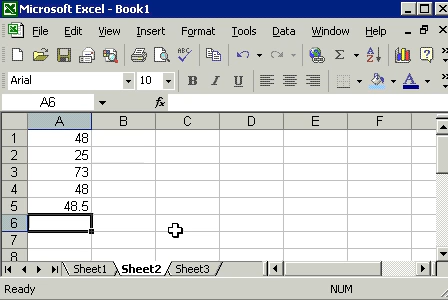 Microsoft Excel - Book1
File Edit View Insert Format Tools Data Window Help
ABC Σ A Z
Arial 10 B I U
A6 fx
A B C D E F
1 48
2 25
3 73
4 48
5 48.5
6
7
8
Sheet1 Sheet2 Sheet3
Ready NUM